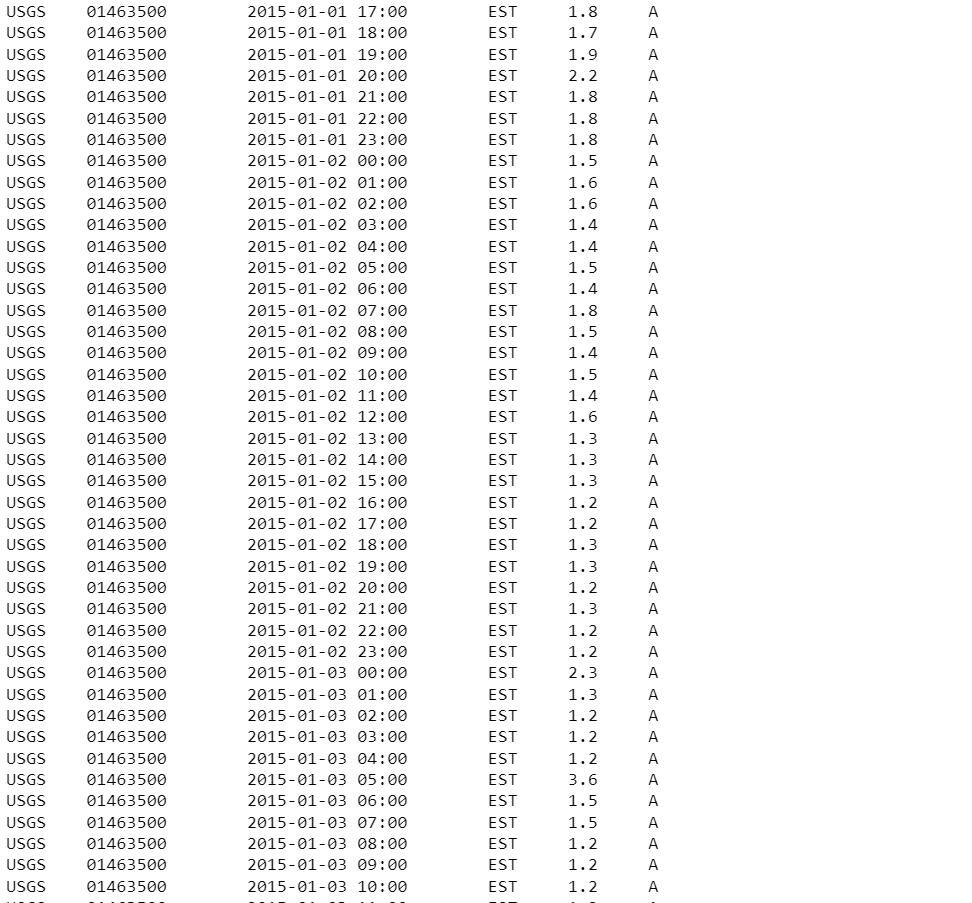 USGS 01463500 2015-01-01 17:00 EST 1.8 A
USGS 01463500 2015-01-01 18:00 EST 1.7 A
USGS 01463500 2015-01-01 19:00 EST 1.9 A
USGS 01463500 2015-01-01 20:00 EST 2.2 A
USGS 01463500 2015-01-01 21:00 EST 1.8 A
USGS 01463500 2015-01-01 22:00 EST 1.8 A
USGS 01463500 2015-01-01 23:00 EST 1.8 A
USGS 01463500 2015-01-02 00:00 EST 1.5 A
USGS 01463500 2015-01-02 01:00 EST 1.6 A
USGS 01463500 2015-01-02 02:00 EST 1.6 A
USGS 01463500 2015-01-02 03:00 EST 1.4 A
USGS 01463500 2015-01-02 04:00 EST 1.4 A
USGS 01463500 2015-01-02 05:00 EST 1.5 A
USGS 01463500 2015-01-02 06:00 EST 1.4 A
USGS 01463500 2015-01-02 07:00 EST 1.8 A
USGS 01463500 2015-01-02 08:00 EST 1.5 A
USGS 01463500 2015-01-02 09:00 EST 1.4 A
USGS 01463500 2015-01-02 10:00 EST 1.5 A
USGS 01463500 2015-01-02 11:00 EST 1.4 A
USGS 01463500 2015-01-02 12:00 EST 1.6 A
USGS 01463500 2015-01-02 13:00 EST 1.3 A
USGS 01463500 2015-01-02 14:00 EST 1.3 A
USGS 01463500 2015-01-02 15:00 EST 1.3 A
USGS 01463500 2015-01-02 16:00 EST 1.2 A
USGS 01463500 2015-01-02 17:00 EST 1.2 A
USGS 01463500 2015-01-02 18:00 EST 1.3 A
USGS 01463500 2015-01-02 19:00 EST 1.3 A
USGS 01463500 2015-01-02 20:00 EST 1.2 A
USGS 01463500 2015-01-02 21:00 EST 1.3 A
USGS 01463500 2015-01-02 22:00 EST 1.2 A
USGS 01463500 2015-01-02 23:00 EST 1.2 A
USGS 01463500 2015-01-03 00:00 EST 2.3 A
USGS 01463500 2015-01-03 01:00 EST 1.3 A
USGS 01463500 2015-01-03 02:00 EST 1.2 A
USGS 01463500 2015-01-03 03:00 EST 1.2 A
USGS 01463500 2015-01-03 04:00 EST 1.2 A
USGS 01463500 2015-01-03 05:00 EST 3.6 A
USGS 01463500 2015-01-03 06:00 EST 1.5 A
USGS 01463500 2015-01-03 07:00 EST 1.5 A
USGS 01463500 2015-01-03 08:00 EST 1.2 A
USGS 01463500 2015-01-03 09:00 EST 1.2 A
USGS 01463500 2015-01-03 10:00 EST 1.2 A